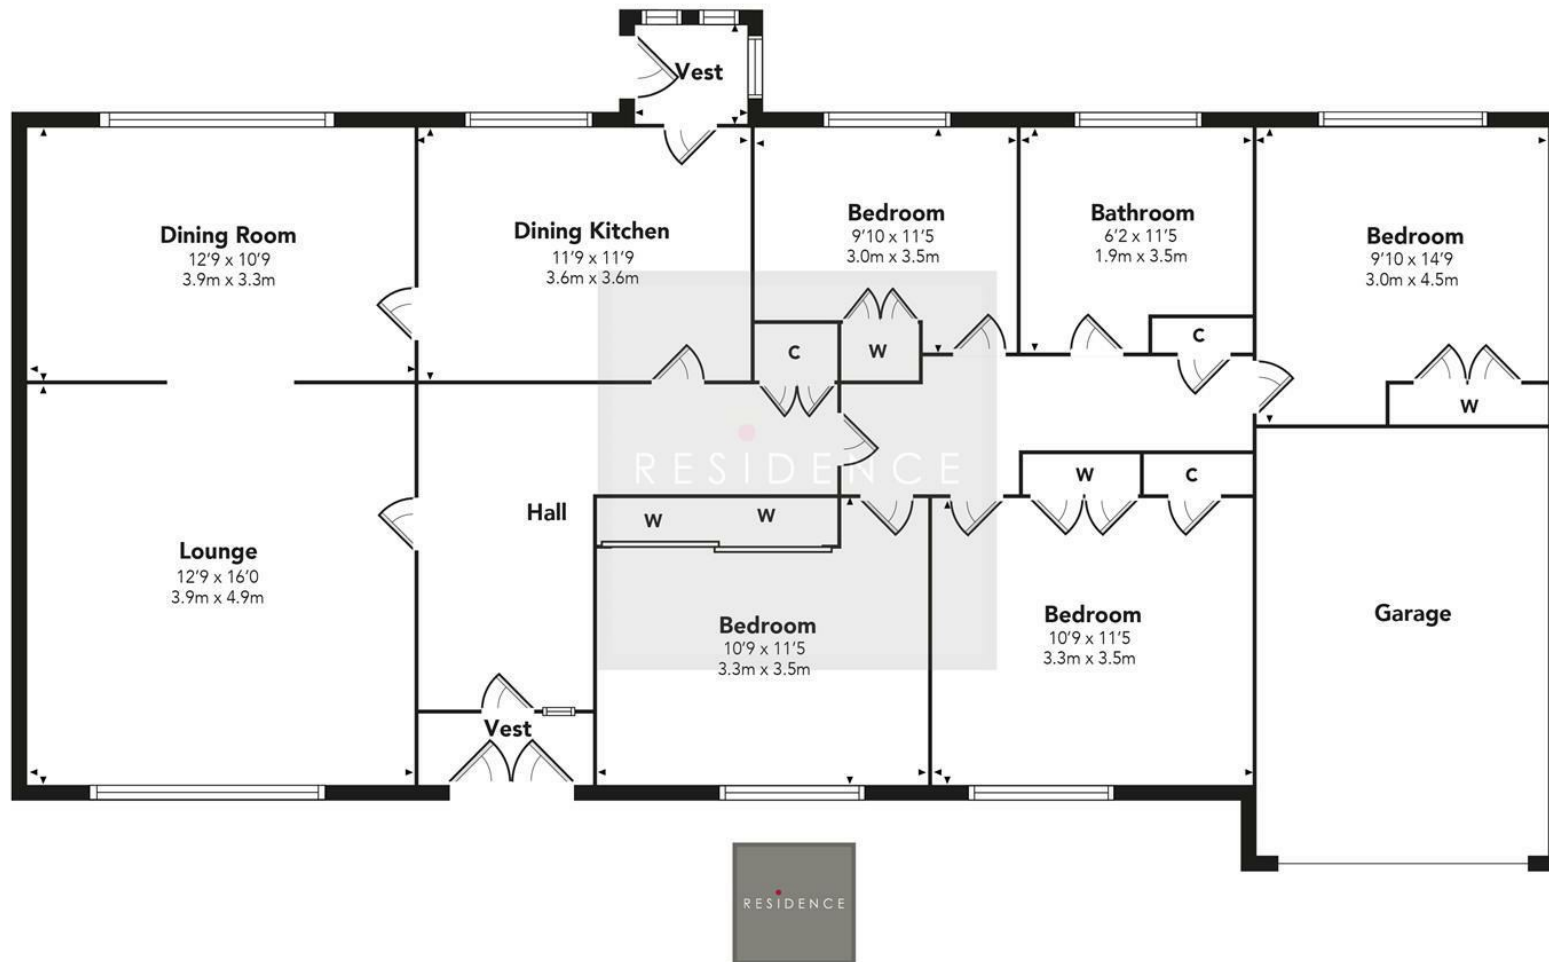 Vest
Dining Room
12'9 x 10'9
3.9m x 3.3m
Dining Kitchen
11'9 x 11'9
3.6m x 3.6m
Bedroom
9'10 x 11'5
3.0m x 3.5m
Bathroom
6'2 x 11'5
1.9m x 3.5m
Bedroom
9'10 x 14'9
3.0m x 4.5m
C
W
C
W
RESIDENCE
W
C
Hall
W
W
Lounge
12'9 x 16'0
3.9m x 4.9m
Bedroom
10'9 x 11'5
3.3m x 3.5m
Bedroom
10'9 x 11'5
3.3m x 3.5m
Garage
Vest
RESIDENCE